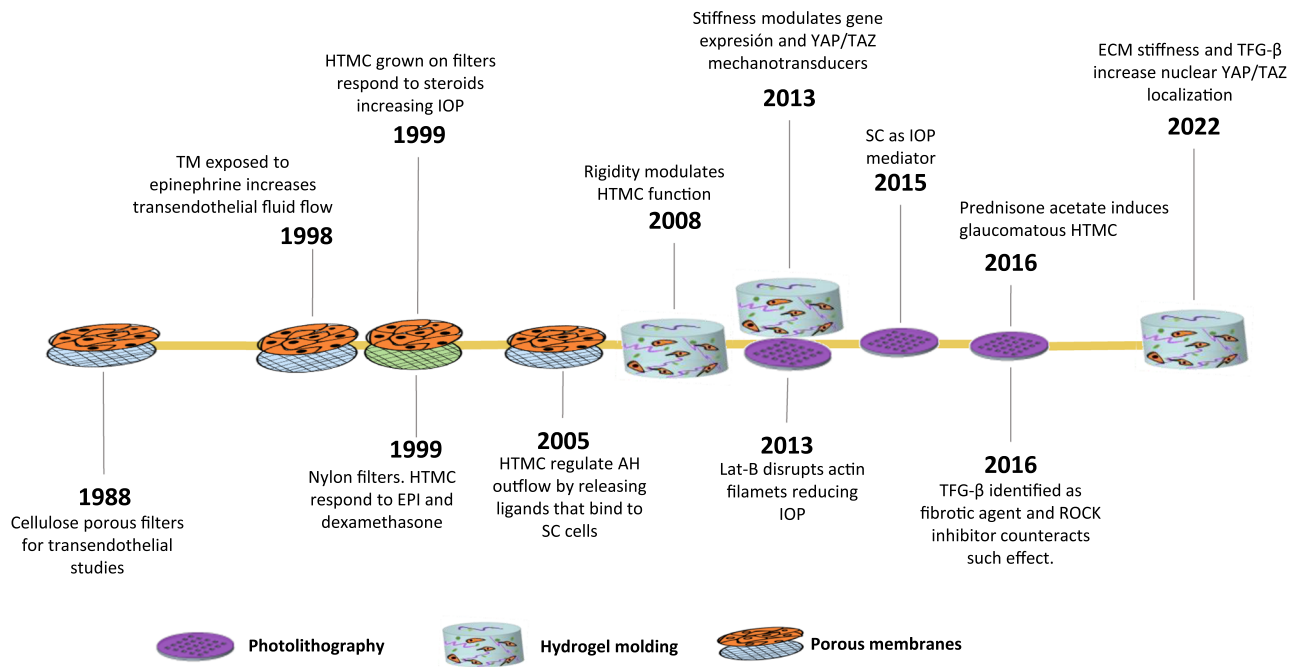 Stiffness modulates gene
expresión and YAP/TAZ
mechanotransducers
2013
ECM stiffness and TFG-β
increase nuclear YAP/TAZ
localization
2022
HTMC grown on filters
respond to steroids
increasing IOP
1999
SC as IOP
mediator
2015
TM exposed to
epinephrine increases
transendothelial fluid flow
1998
Rigidity modulates
HTMC function
2008
Prednisone acetate induces
glaucomatous HTMC
2016
1988
Cellulose porous filters
for transendothelial
studies
1999
Nylon filters. HTMC
respond to EPI and
dexamethasone
2005
HTMC regulate AH
outflow by releasing
ligands that bind to
SC cells
2013
Lat-B disrupts actin
filamets reducing
IOP
2016
TFG-β identified as
fibrotic agent and ROCK
inhibitor counteracts
such effect.
Photolithography
Hydrogel molding
Porous membranes